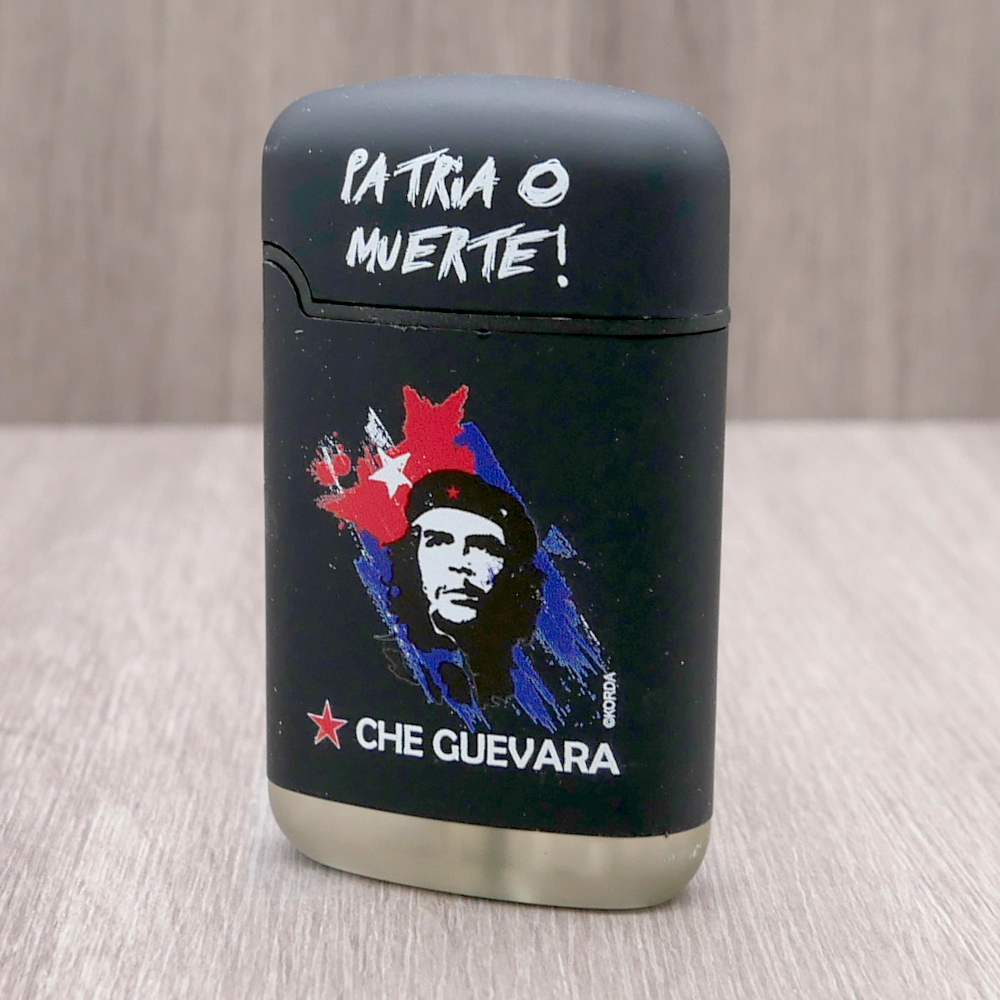 PATRiA O
MUERTE!
©KORDA
CHE GUEVARA